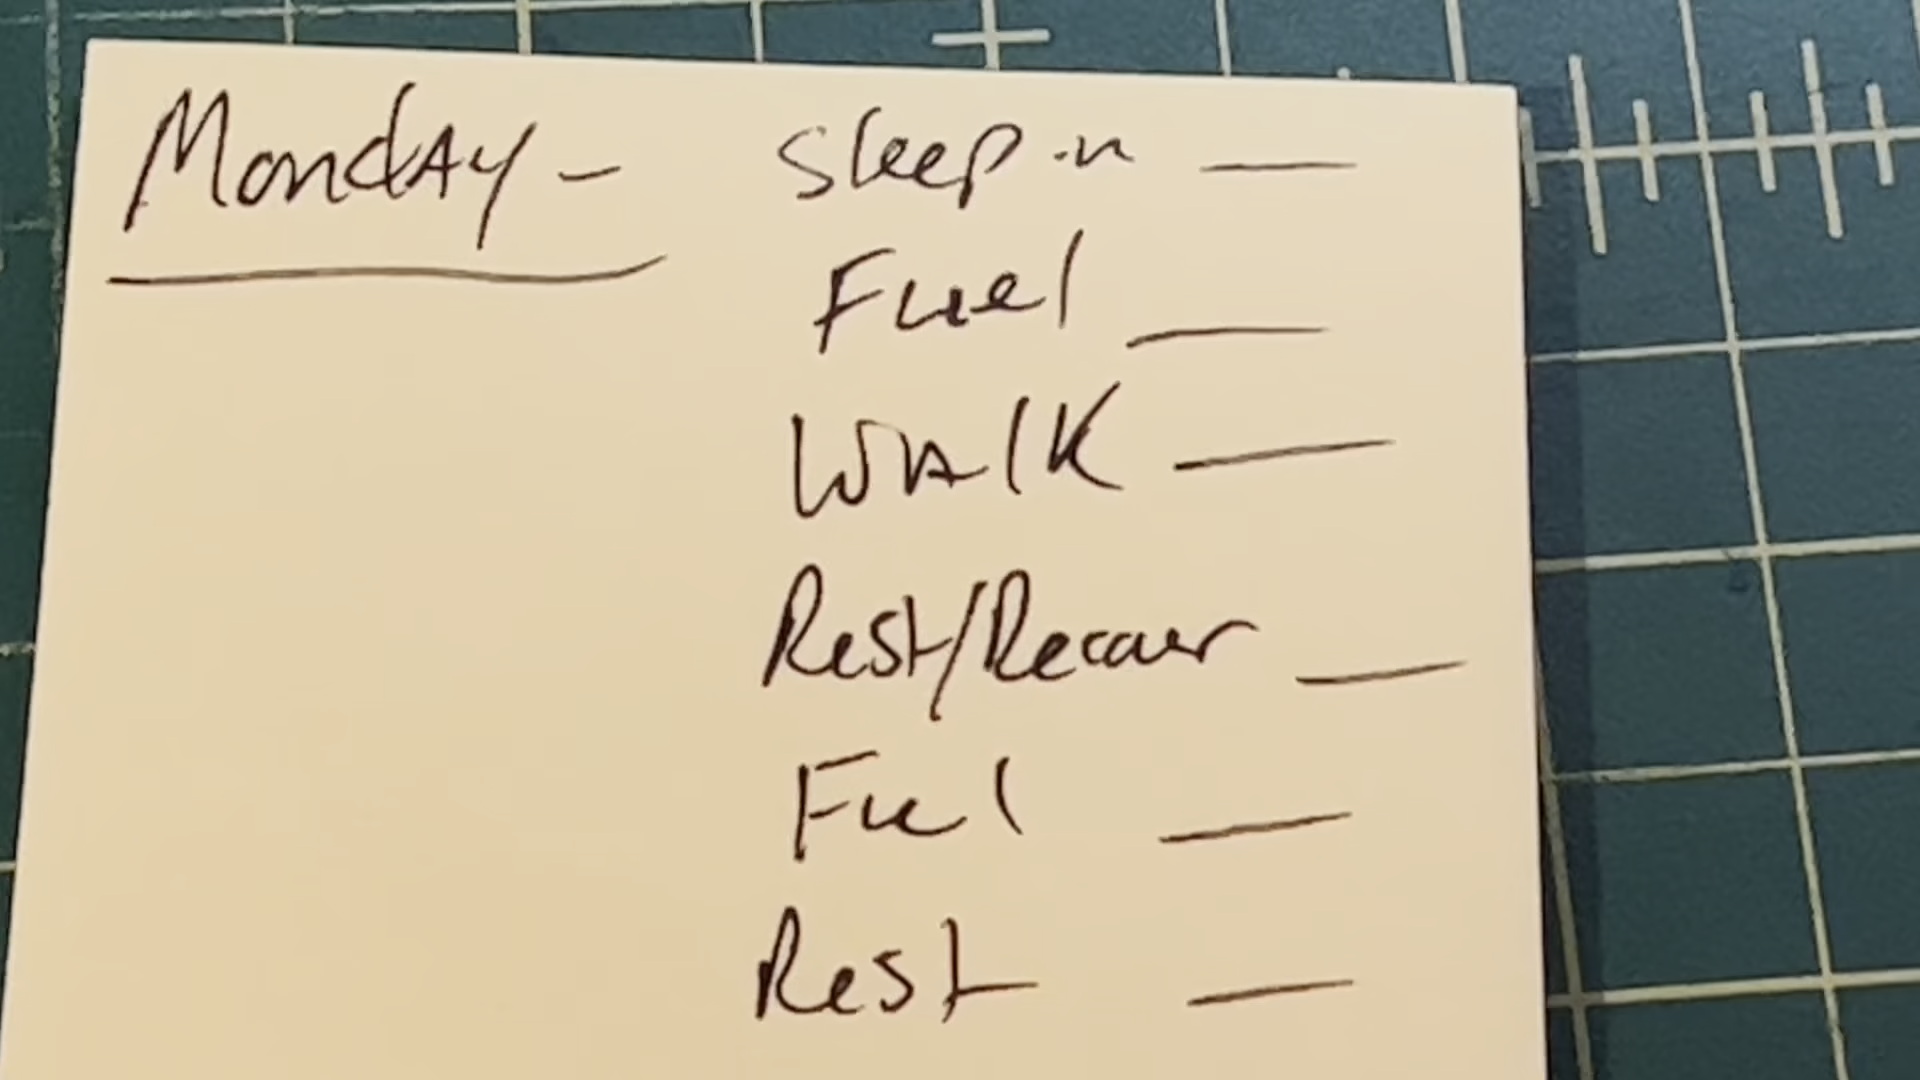 Monday - Sleep in —
Fuel —
Walk —
Rest/Recover —
Fuel —
Rest —